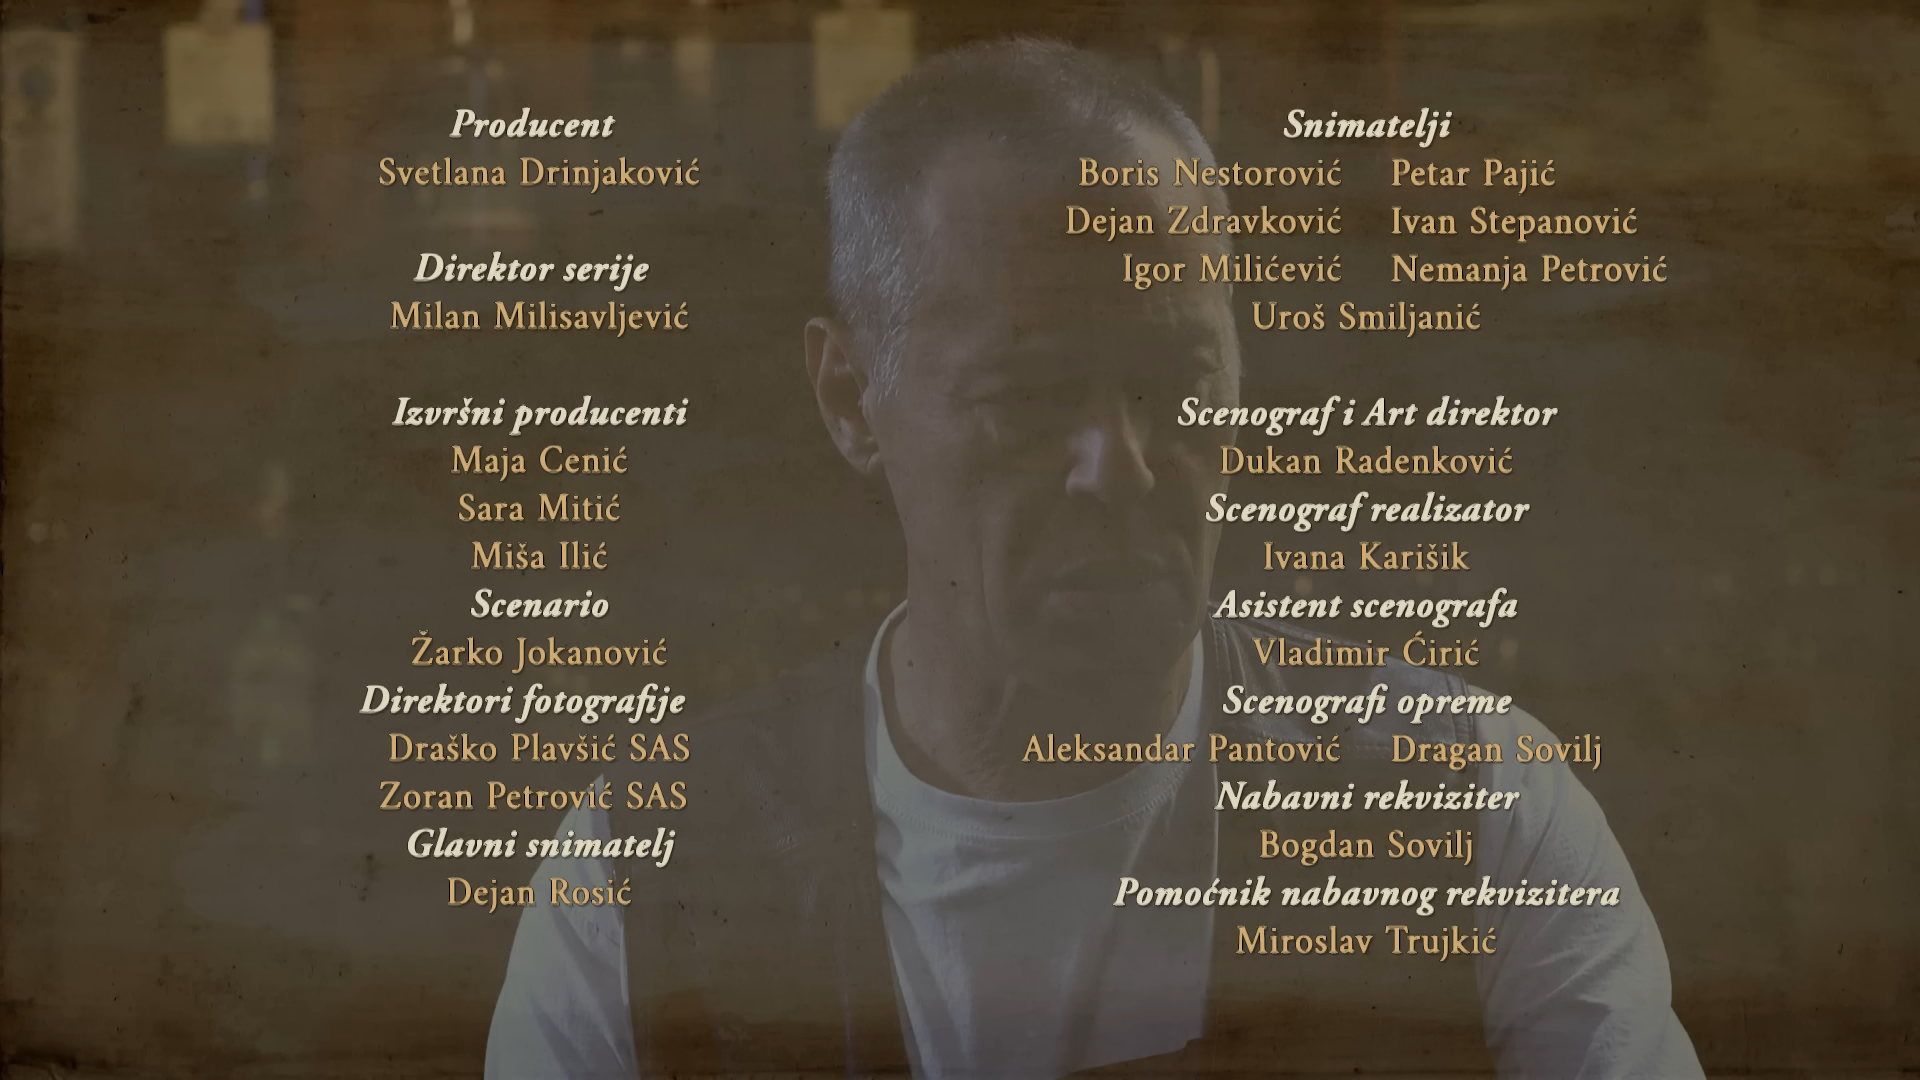 Producent
Svetlana Drinjaković
Direktor serije
Milan Milisavljević
Izvršni producenti
Maja Cenić
Sara Mitić
Miša Ilić
Scenario
Žarko Jokanović
Direktori fotografije
Draško Plavšić SAS
Zoran Petrović SAS
Glavni snimatelj
Dejan Rosić
Snimatelji
Boris Nestorović Petar Pajić
Dejan Zdravković Ivan Stepanović
Igor Milićević Nemanja Petrović
Uroš Smiljanić
Scenograf i Art direktor
Dukan Radenković
Scenograf realizator
Ivana Karišik
Asistent scenografa
Vladimir Ćirić
Scenografi opreme
Aleksandar Pantović Dragan Sovilj
Nabavni rekviziter
Bogdan Sovilj
Pomoćnik nabavnog rekvizitera
Miroslav Trujkić